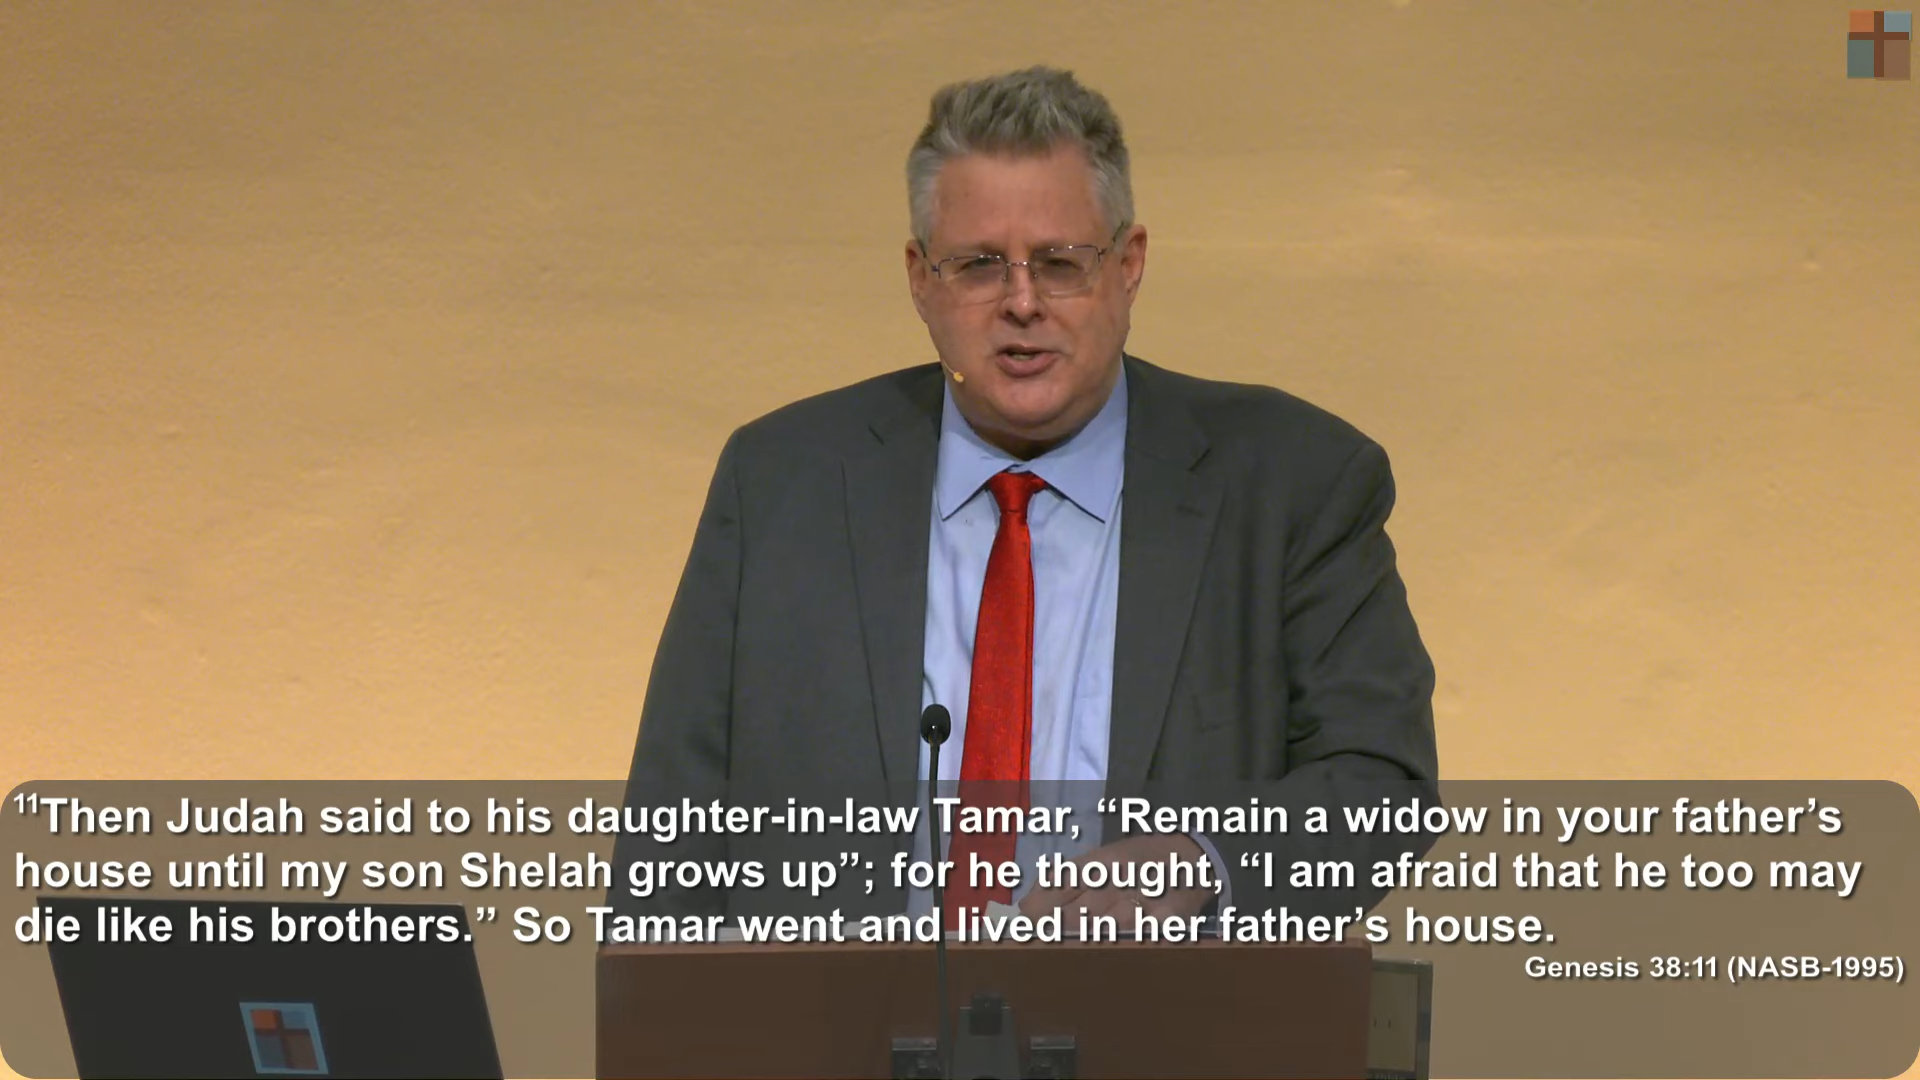 ¹¹Then Judah said to his daughter-in-law Tamar, “Remain a widow in your father’s
house until my son Shelah grows up”; for he thought, “I am afraid that he too may
die like his brothers.” So Tamar went and lived in her father’s house.
Genesis 38:11 (NASB-1995)